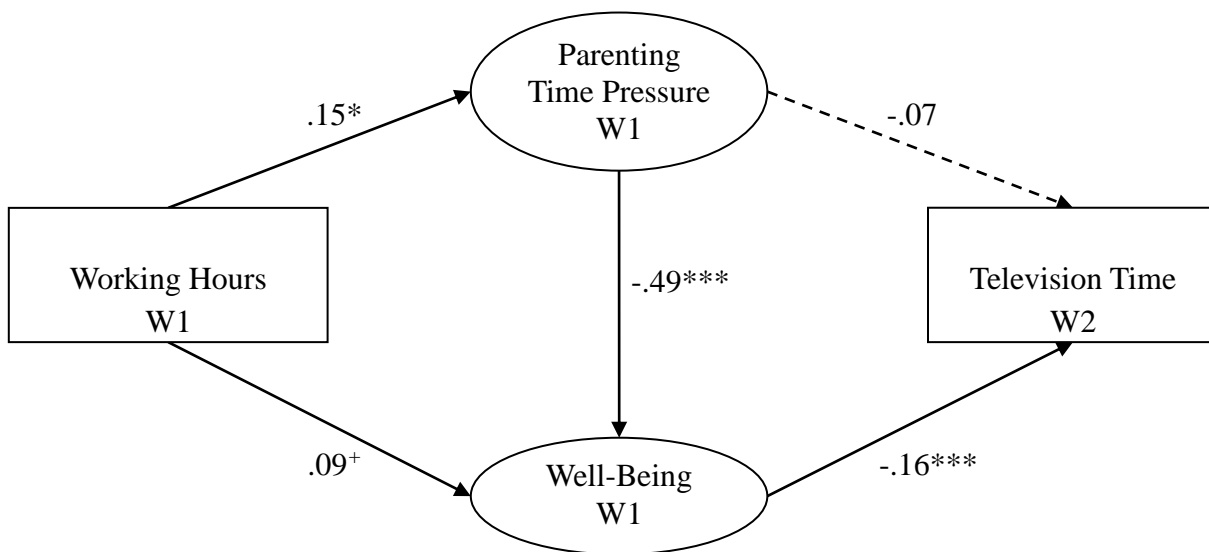 Parenting
Time Pressure
W1
.15*
-.07
Working Hours
W1
-.49***
Television Time
W2
.09⁺
Well-Being
W1
-.16***